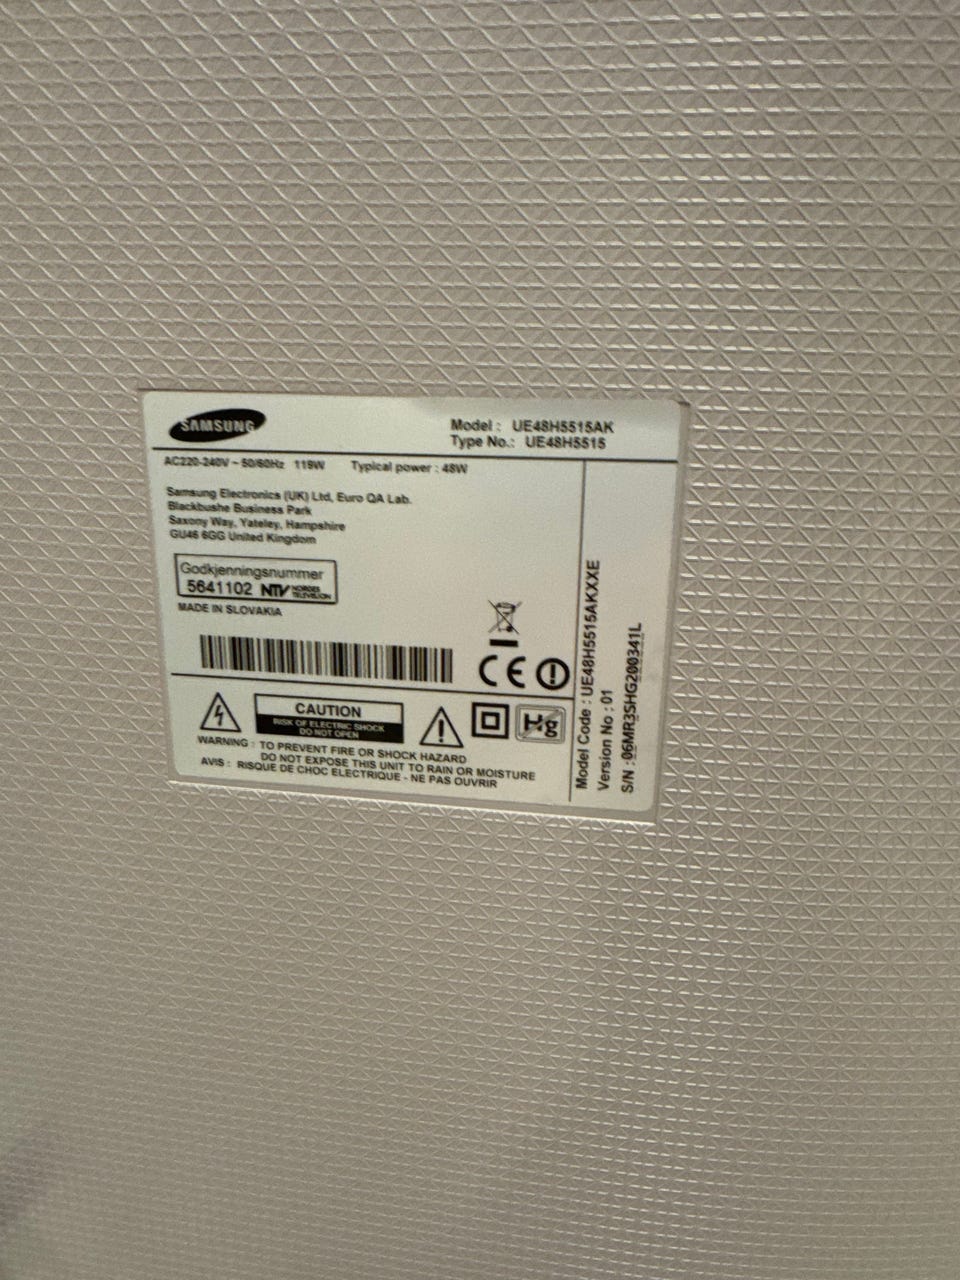 SAMSUNG
Model : UE48H5515AK
Type No.: UE48H5515
AC220-240V ~ 50/60Hz 119W Typical power : 48W
Samsung Electronics (UK) Ltd, Euro QA Lab.
Blackbushe Business Park
Saxony Way, Yateley, Hampshire
GU46 6GG United Kingdom
Godkjenningsnummer
5641102 NTV NORGES TELEVISJON
MADE IN SLOVAKIA
CE
CAUTION
RISK OF ELECTRIC SHOCK
DO NOT OPEN
Hg
WARNING : TO PREVENT FIRE OR SHOCK HAZARD
DO NOT EXPOSE THIS UNIT TO RAIN OR MOISTURE
AVIS : RISQUE DE CHOC ELECTRIQUE - NE PAS OUVRIR
Model Code : UE48H5515AKXXE
Version No : 01
S/N : 06MR3SHG200341L